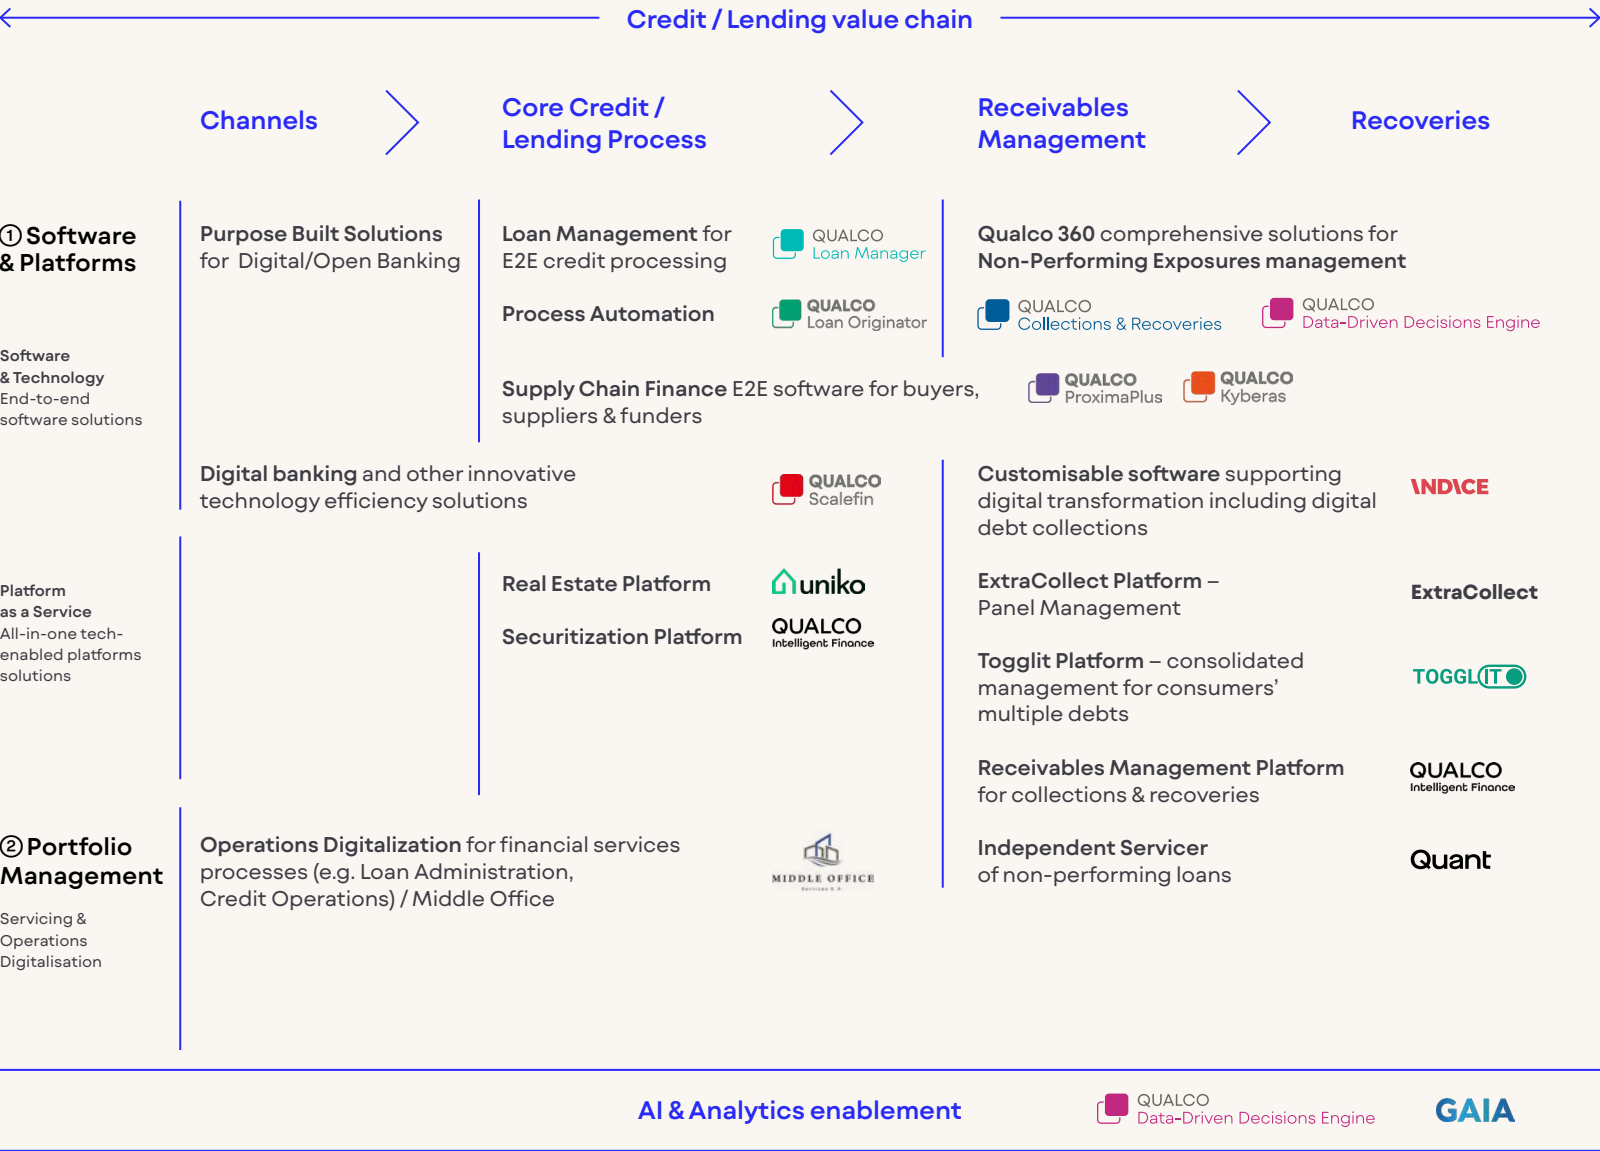 Credit / Lending value chain
Channels
Core Credit /
Lending Process
Receivables
Management
Recoveries
① Software
& Platforms
Software
& Technology
End-to-end
software solutions
Purpose Built Solutions
for Digital/Open Banking
Loan Management for
E2E credit processing
QUALCO
Loan Manager
Process Automation
QUALCO
Loan Originator
Qualco 360 comprehensive solutions for
Non-Performing Exposures management
QUALCO
Collections & Recoveries
QUALCO
Data-Driven Decisions Engine
Supply Chain Finance E2E software for buyers,
suppliers & funders
QUALCO
ProximaPlus
QUALCO
Kyberas
Digital banking and other innovative
technology efficiency solutions
QUALCO
Scalefin
Customisable software supporting
digital transformation including digital
debt collections
INDICE
Platform
as a Service
All-in-one tech-
enabled platforms
solutions
Real Estate Platform
uniko
Securitization Platform
QUALCO
Intelligent Finance
ExtraCollect Platform –
Panel Management
ExtraCollect
Togglit Platform – consolidated
management for consumers’
multiple debts
TOGGLIT
Receivables Management Platform
for collections & recoveries
QUALCO
Intelligent Finance
② Portfolio
Management
Servicing &
Operations
Digitalisation
Operations Digitalization for financial services
processes (e.g. Loan Administration,
Credit Operations) / Middle Office
MIDDLE OFFICE
Services S.A.
Independent Servicer
of non-performing loans
Quant
AI & Analytics enablement
QUALCO
Data-Driven Decisions Engine
GAIA